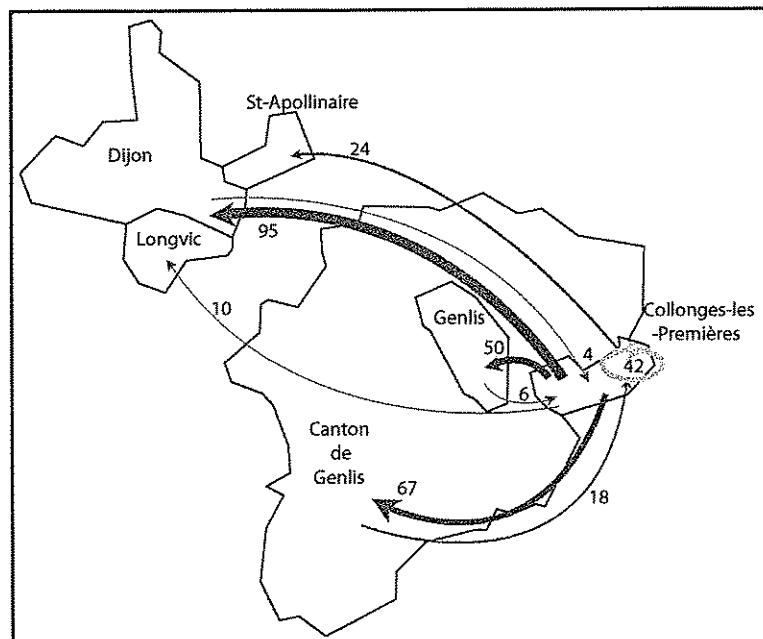 St-Apollinaire
Dijon
24
Longvic
95
10
Genlis
Collonges-les
-Premières
50
4
42
6
Canton
de
Genlis
67
18